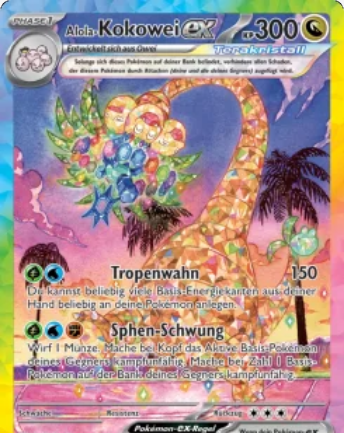 PHASE 1
Alola-Kokowei ex KP 300
Entwickelt sich aus Owei
Terakristall
Solange sich dieses Pokémon auf deiner Bank befindet, verhindere allen Schaden,
der diesem Pokémon durch Attacken (deine und die deines Gegners) zugefügt wird.
Tropenwahn 150
Du kannst beliebig viele Basis-Energiekarten aus deiner
Hand beliebig an deine Pokémon anlegen.
Sphen-Schwung
Wirf 1 Münze. Mache bei Kopf das Aktive Basis-Pokémon
deines Gegners kampfunfähig. Mache bei Zahl 1 Basis-
Pokémon auf der Bank deines Gegners kampfunfähig.
Schwäche Resistenz Rückzug
Pokémon-ex-Regel
Wenn dein Pokémon-ex